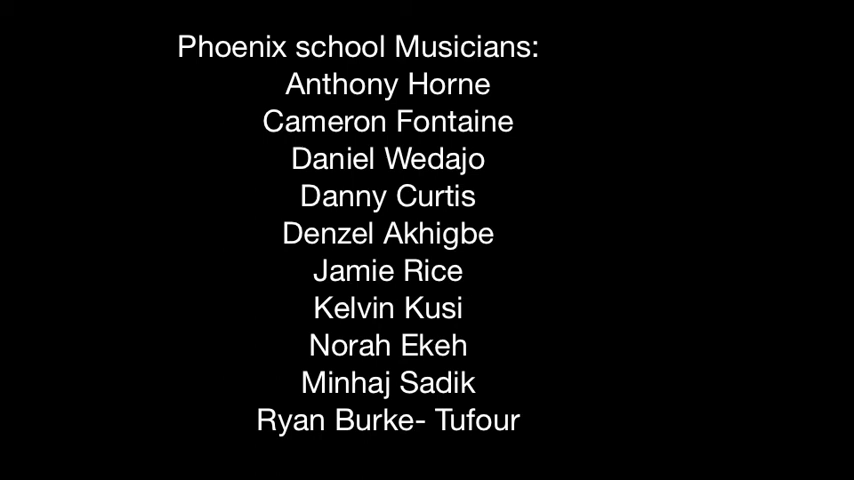 Phoenix school Musicians:
Anthony Horne
Cameron Fontaine
Daniel Wedajo
Danny Curtis
Denzel Akhigbe
Jamie Rice
Kelvin Kusi
Norah Ekeh
Minhaj Sadik
Ryan Burke- Tufour